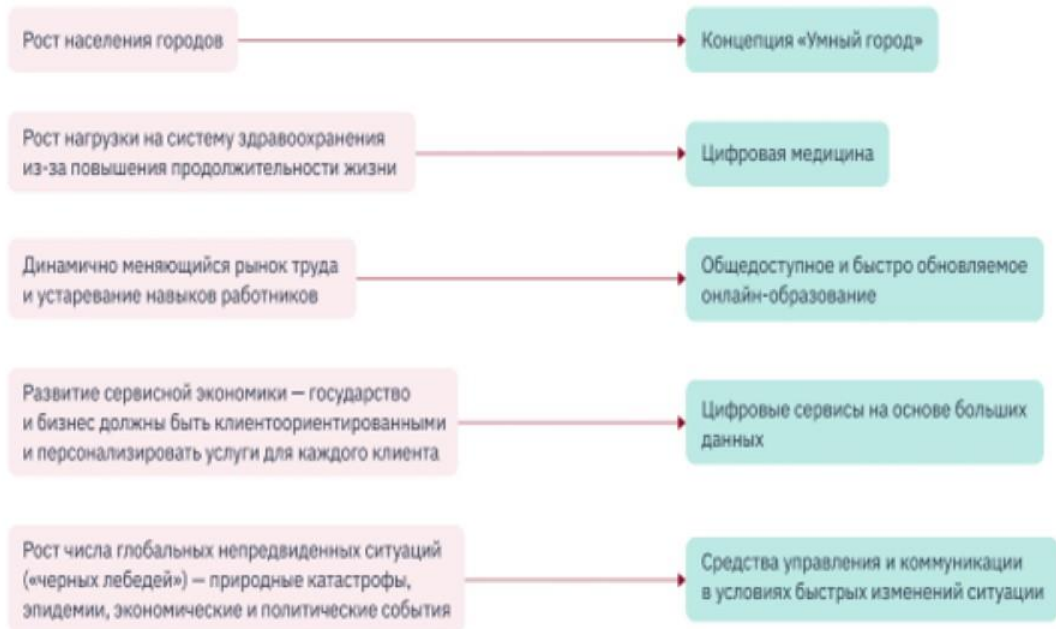 Рост населения городов
Концепция «Умный город»
Рост нагрузки на систему здравоохранения
из-за повышения продолжительности жизни
Цифровая медицина
Динамично меняющийся рынок труда
и устаревание навыков работников
Общедоступное и быстро обновляемое
онлайн-образование
Развитие сервисной экономики — государство
и бизнес должны быть клиентоориентированными
и персонализировать услуги для каждого клиента
Цифровые сервисы на основе больших
данных
Рост числа глобальных непредвиденных ситуаций
(«черных лебедей») — природные катастрофы,
эпидемии, экономические и политические события
Средства управления и коммуникации
в условиях быстрых изменений ситуации